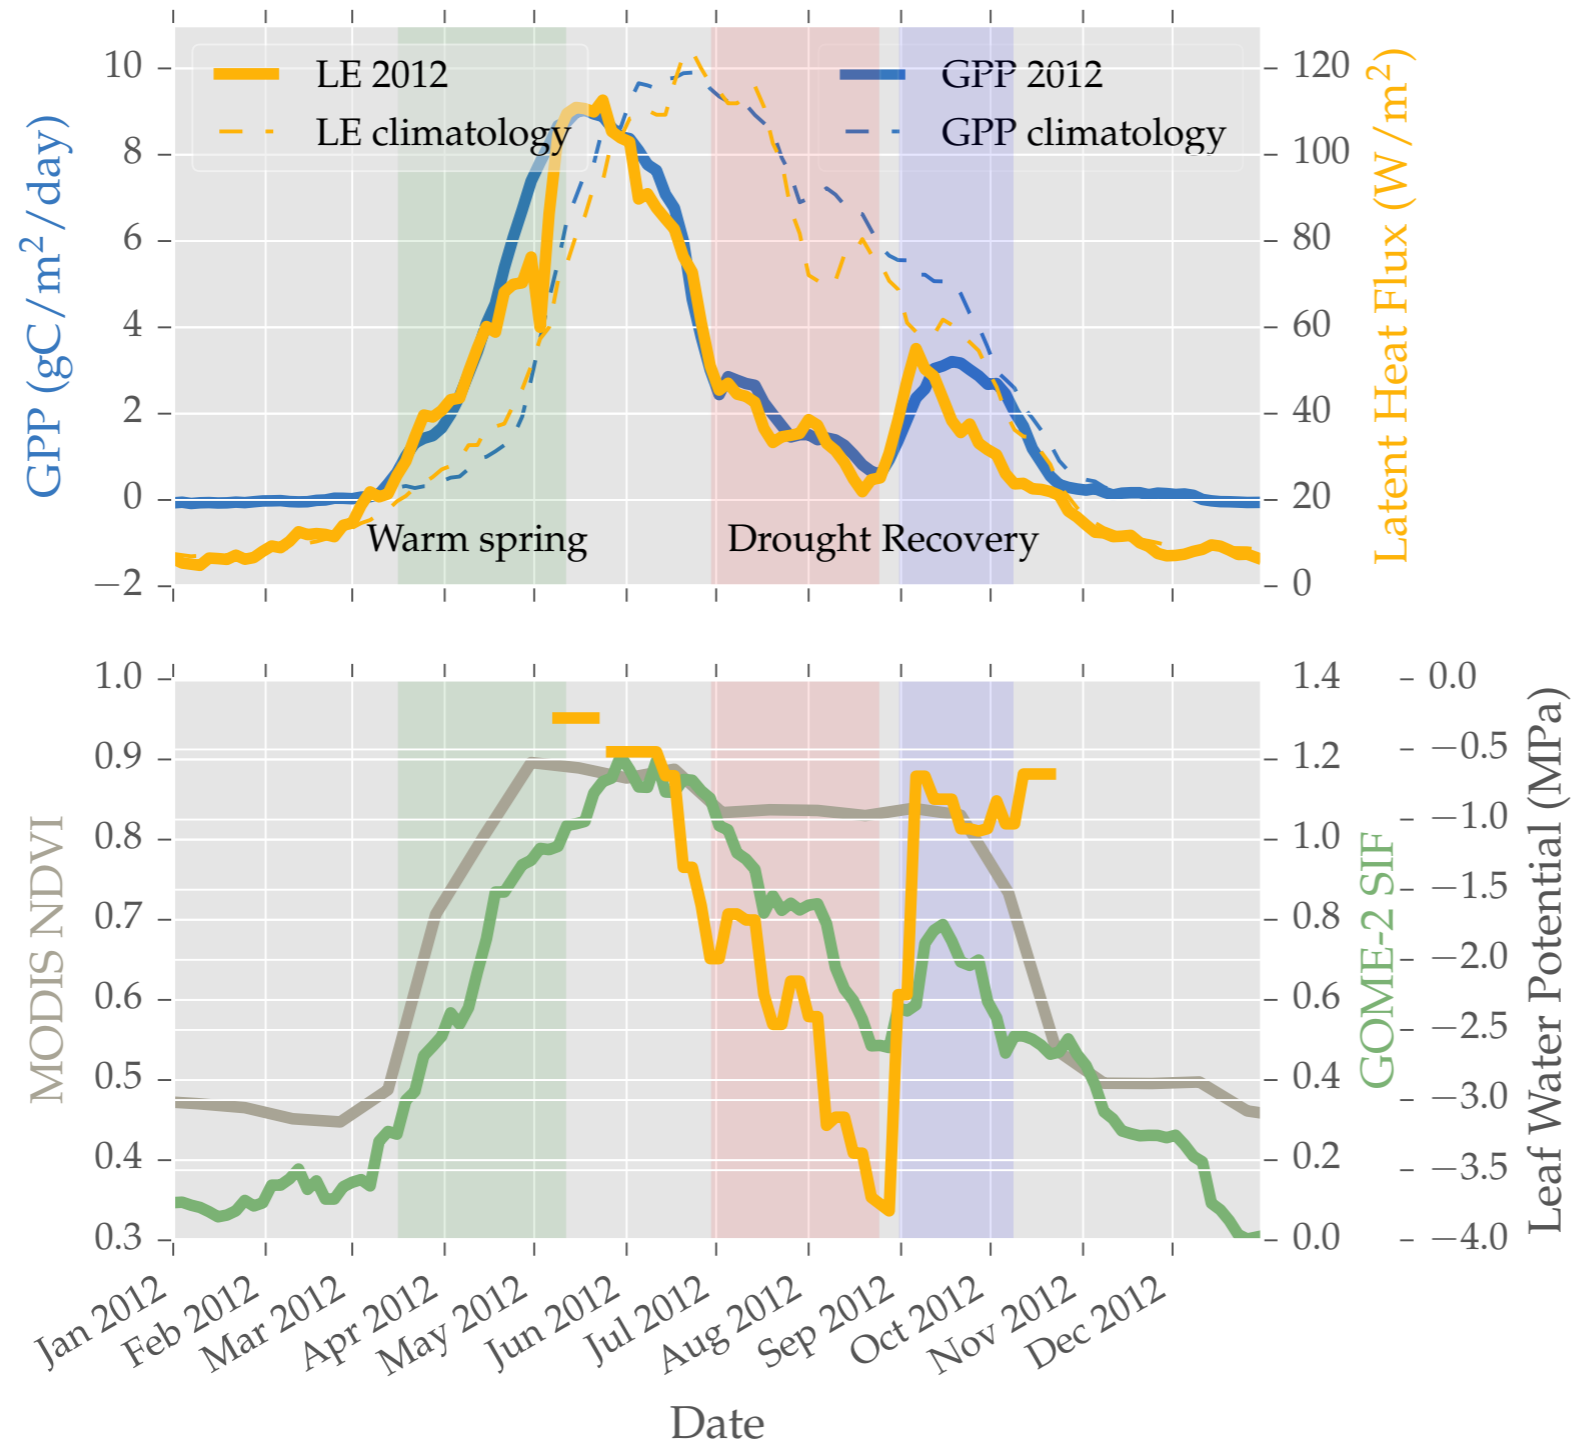 LE 2012
LE climatology
GPP 2012
GPP climatology
GPP (gC/m²/day)
10
8
6
4
2
0
−2
Warm spring
Drought
Recovery
120
100
80
60
40
20
0
Latent Heat Flux (W/m²)
MODIS NDVI
1.0
0.9
0.8
0.7
0.6
0.5
0.4
0.3
1.4
1.2
1.0
0.8
0.6
0.4
0.2
0.0
GOME-2 SIF
0.0
−0.5
−1.0
−1.5
−2.0
−2.5
−3.0
−3.5
−4.0
Leaf Water Potential (MPa)
Jan 2012
Feb 2012
Mar 2012
Apr 2012
May 2012
Jun 2012
Jul 2012
Aug 2012
Sep 2012
Oct 2012
Nov 2012
Dec 2012
Date